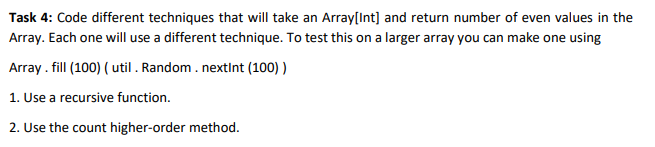 Task 4: Code different techniques that will take an Array[Int] and return number of even values in the
Array. Each one will use a different technique. To test this on a larger array you can make one using
Array . fill (100) ( util . Random . nextInt (100) )
1. Use a recursive function.
2. Use the count higher-order method.